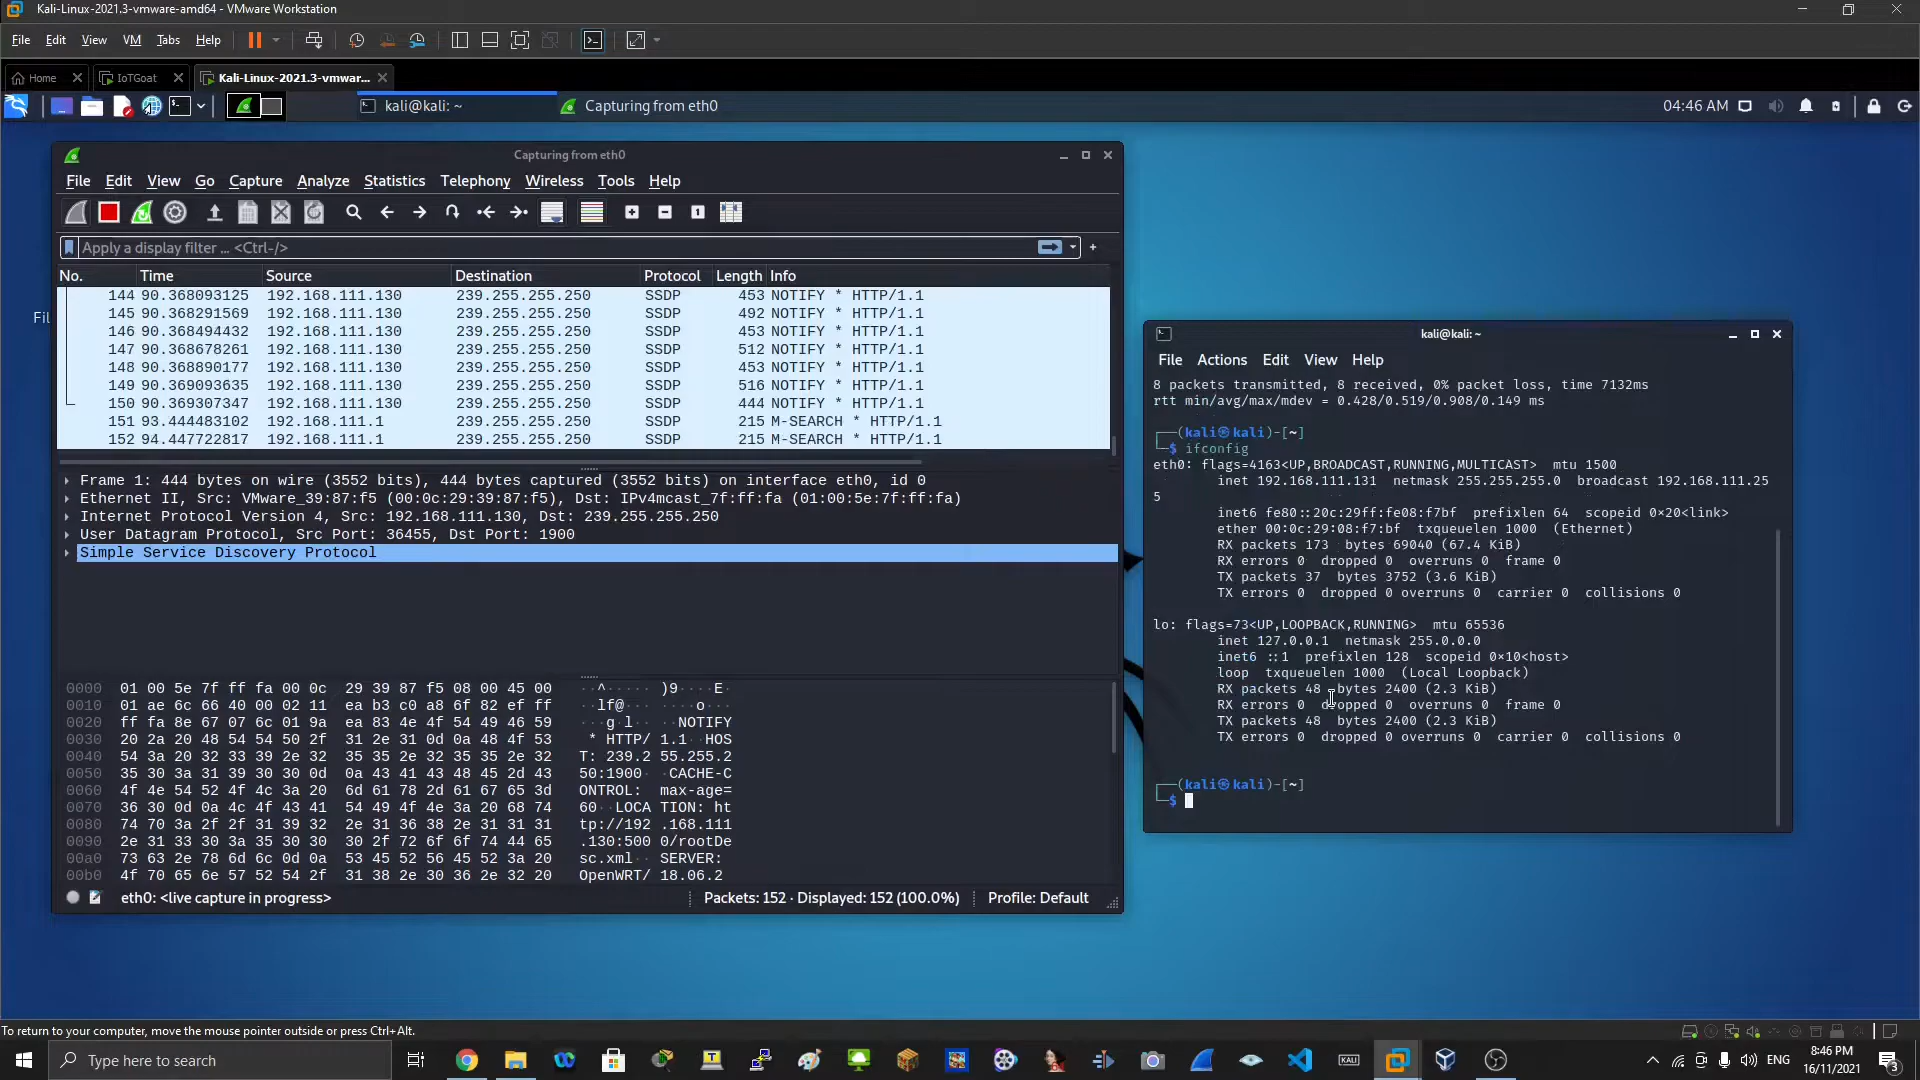 Kali-Linux-2021.3-vmware-amd64 - VMware Workstation
File Edit View VM Tabs Help
Home IoTGoat Kali-Linux-2021.3-vmwar...
kali@kali: ~ Capturing from eth0 04:46 AM
Fil
Capturing from eth0
File Edit View Go Capture Analyze Statistics Telephony Wireless Tools Help
Apply a display filter ... <Ctrl-/> +
No. Time Source Destination Protocol Length Info
144 90.368093125 192.168.111.130 239.255.255.250 SSDP 453 NOTIFY * HTTP/1.1
145 90.368291569 192.168.111.130 239.255.255.250 SSDP 492 NOTIFY * HTTP/1.1
146 90.368494432 192.168.111.130 239.255.255.250 SSDP 453 NOTIFY * HTTP/1.1
147 90.368678261 192.168.111.130 239.255.255.250 SSDP 512 NOTIFY * HTTP/1.1
148 90.368890177 192.168.111.130 239.255.255.250 SSDP 453 NOTIFY * HTTP/1.1
149 90.369093635 192.168.111.130 239.255.255.250 SSDP 516 NOTIFY * HTTP/1.1
150 90.369307347 192.168.111.130 239.255.255.250 SSDP 444 NOTIFY * HTTP/1.1
151 93.444483102 192.168.111.1 239.255.255.250 SSDP 215 M-SEARCH * HTTP/1.1
152 94.447722817 192.168.111.1 239.255.255.250 SSDP 215 M-SEARCH * HTTP/1.1
Frame 1: 444 bytes on wire (3552 bits), 444 bytes captured (3552 bits) on interface eth0, id 0
Ethernet II, Src: VMware_39:87:f5 (00:0c:29:39:87:f5), Dst: IPv4mcast_7f:ff:fa (01:00:5e:7f:ff:fa)
Internet Protocol Version 4, Src: 192.168.111.130, Dst: 239.255.255.250
User Datagram Protocol, Src Port: 36455, Dst Port: 1900
Simple Service Discovery Protocol
0000 01 00 5e 7f ff fa 00 0c 29 39 87 f5 08 00 45 00 ··^····· )9····E·
0010 01 ae 6c 66 40 00 02 11 ea b3 c0 a8 6f 82 ef ff ··lf@··· ····o···
0020 ff fa 8e 67 07 6c 01 9a ea 83 4e 4f 54 49 46 59 ···g·l·· ··NOTIFY
0030 20 2a 20 48 54 54 50 2f 31 2e 31 0d 0a 48 4f 53 * HTTP/ 1.1··HOS
0040 54 3a 20 32 33 39 2e 32 35 35 2e 32 35 35 2e 32 T: 239.2 55.255.2
0050 35 30 3a 31 39 30 30 0d 0a 43 41 43 48 45 2d 43 50:1900· ·CACHE-C
0060 4f 4e 54 52 4f 4c 3a 20 6d 61 78 2d 61 67 65 3d ONTROL: max-age=
0070 36 30 0d 0a 4c 4f 43 41 54 49 4f 4e 3a 20 68 74 60··LOCA TION: ht
0080 74 70 3a 2f 2f 31 39 32 2e 31 36 38 2e 31 31 31 tp://192 .168.111
0090 2e 31 33 30 3a 35 30 30 30 2f 72 6f 6f 74 44 65 .130:500 0/rootDe
00a0 73 63 2e 78 6d 6c 0d 0a 53 45 52 56 45 52 3a 20 sc.xml·· SERVER:
00b0 4f 70 65 6e 57 52 54 2f 31 38 2e 30 36 2e 32 20 OpenWRT/ 18.06.2
eth0: <live capture in progress> Packets: 152 · Displayed: 152 (100.0%) Profile: Default
kali@kali: ~
File Actions Edit View Help
8 packets transmitted, 8 received, 0% packet loss, time 7132ms
rtt min/avg/max/mdev = 0.428/0.519/0.908/0.149 ms
┌──(kali㉿kali)-[~]
└─$ ifconfig
eth0: flags=4163<UP,BROADCAST,RUNNING,MULTICAST> mtu 1500
inet 192.168.111.131 netmask 255.255.255.0 broadcast 192.168.111.25
5
inet6 fe80::20c:29ff:fe08:f7bf prefixlen 64 scopeid 0×20<link>
ether 00:0c:29:08:f7:bf txqueuelen 1000 (Ethernet)
RX packets 173 bytes 69040 (67.4 KiB)
RX errors 0 dropped 0 overruns 0 frame 0
TX packets 37 bytes 3752 (3.6 KiB)
TX errors 0 dropped 0 overruns 0 carrier 0 collisions 0
lo: flags=73<UP,LOOPBACK,RUNNING> mtu 65536
inet 127.0.0.1 netmask 255.0.0.0
inet6 ::1 prefixlen 128 scopeid 0×10<host>
loop txqueuelen 1000 (Local Loopback)
RX packets 48 bytes 2400 (2.3 KiB)
RX errors 0 dropped 0 overruns 0 frame 0
TX packets 48 bytes 2400 (2.3 KiB)
TX errors 0 dropped 0 overruns 0 carrier 0 collisions 0
┌──(kali㉿kali)-[~]
└─$
To return to your computer, move the mouse pointer outside or press Ctrl+Alt.
Type here to search
KALI
ENG
8:46 PM
16/11/2021
3